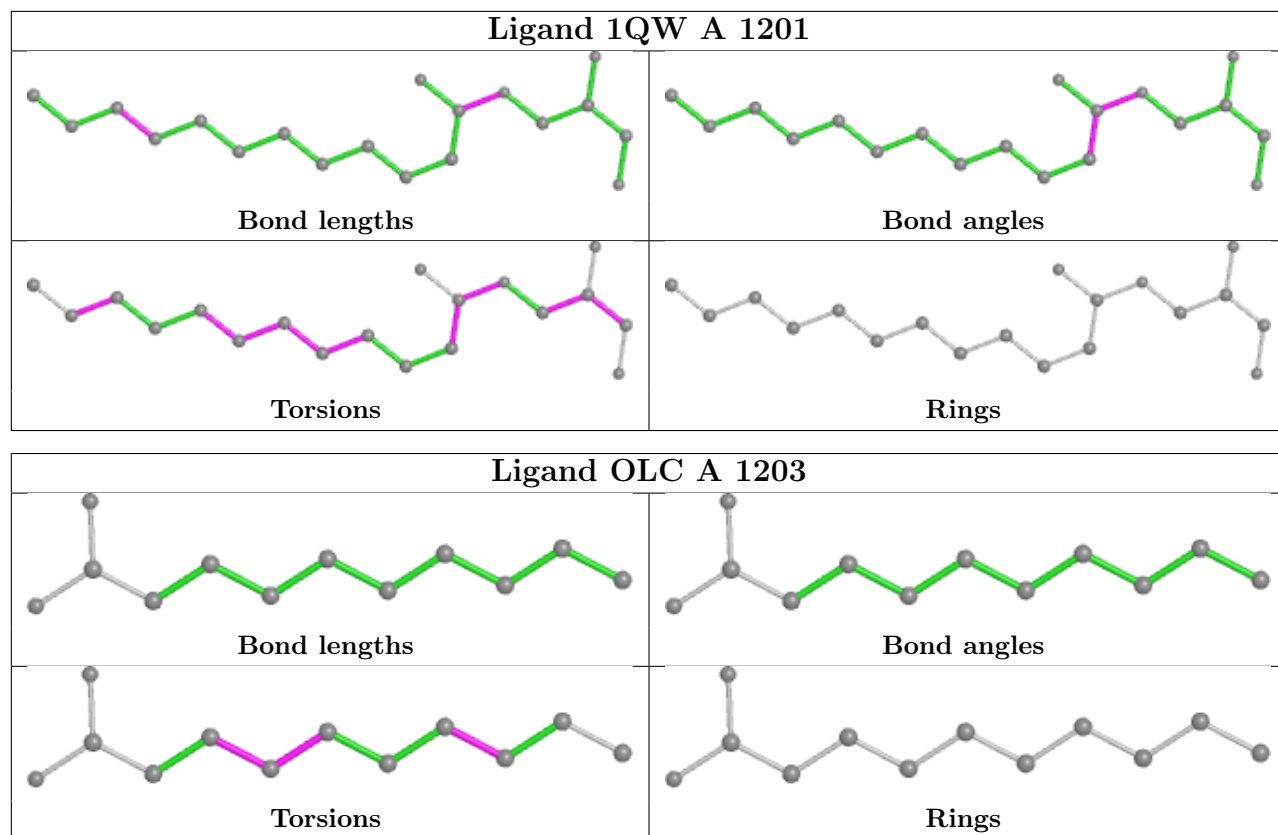 Ligand 1QW A 1201
Bond lengths
Bond angles
Torsions
Rings
Ligand OLC A 1203
Bond lengths
Bond angles
Torsions
Rings